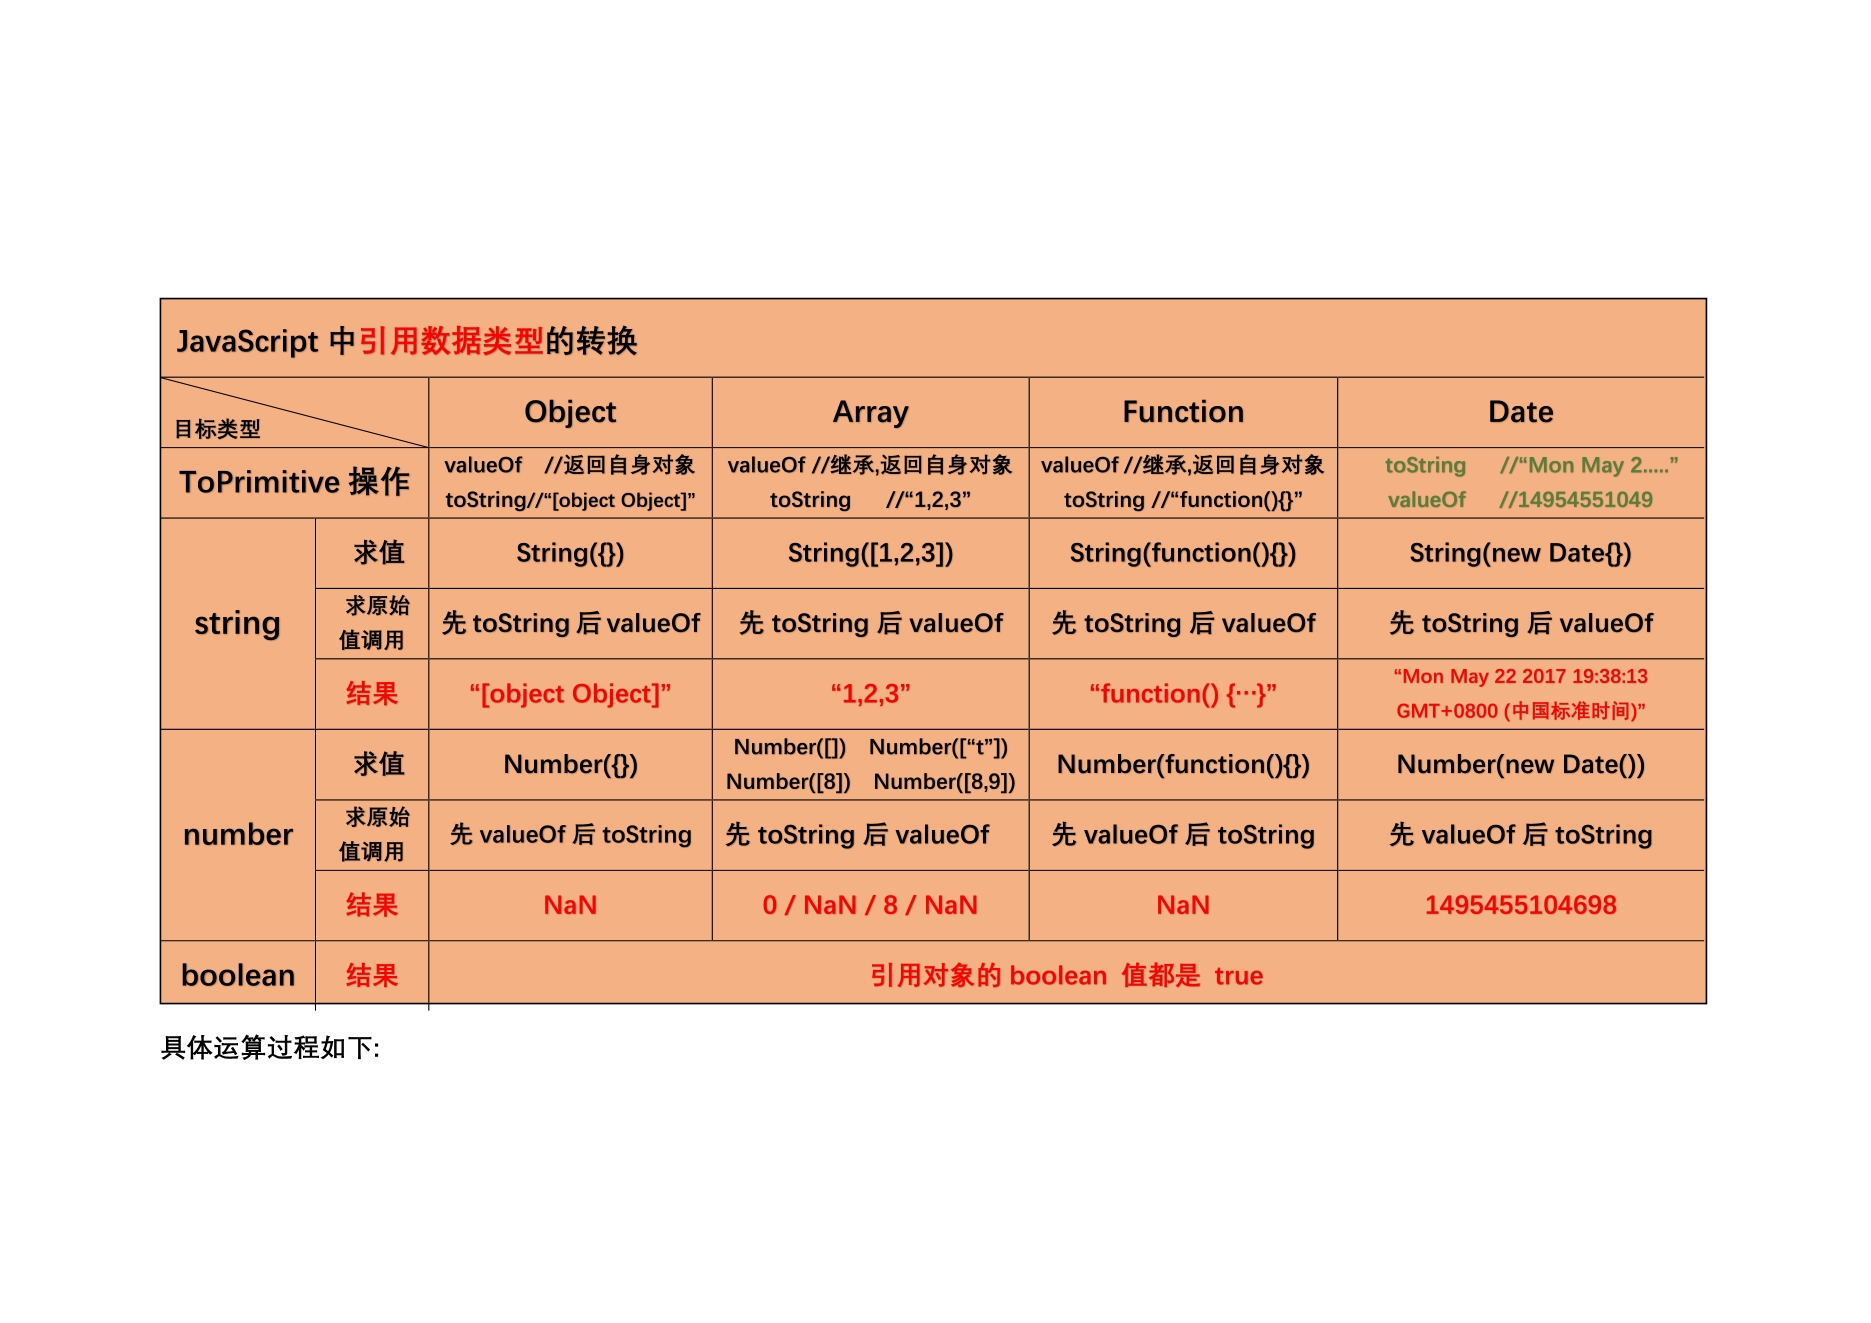 JavaScript 中引用数据类型的转换
目标类型 Object Array Function Date
ToPrimitive 操作
valueOf //返回自身对象
toString//“[object Object]”
valueOf //继承,返回自身对象
toString //“1,2,3”
valueOf //继承,返回自身对象
toString //“function(){}”
toString //“Mon May 2.....”
valueOf //14954551049
string
求值 String({}) String([1,2,3]) String(function(){}) String(new Date{})
求原始
值调用
先 toString 后 valueOf 先 toString 后 valueOf 先 toString 后 valueOf 先 toString 后 valueOf
结果 “[object Object]” “1,2,3” “function() {···}”
“Mon May 22 2017 19:38:13
GMT+0800 (中国标准时间)”
number
求值 Number({})
Number([]) Number([“t”])
Number([8]) Number([8,9])
Number(function(){}) Number(new Date())
求原始
值调用
先 valueOf 后 toString 先 toString 后 valueOf 先 valueOf 后 toString 先 valueOf 后 toString
结果 NaN 0 / NaN / 8 / NaN NaN 1495455104698
boolean 结果 引用对象的 boolean 值都是 true
具体运算过程如下: